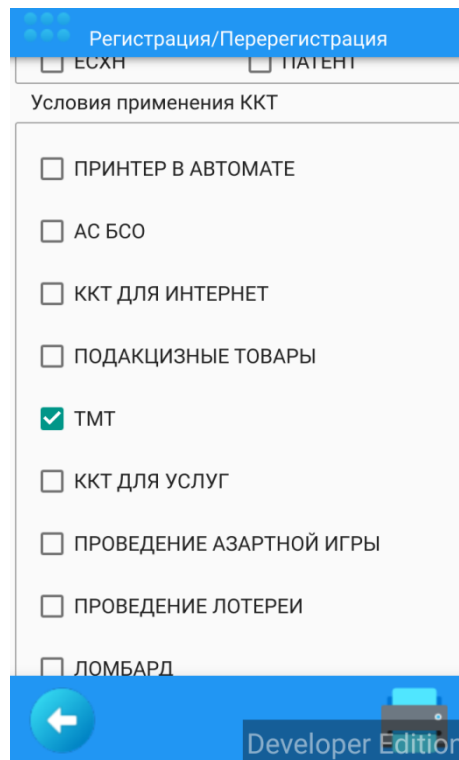 Регистрация/Перерегистрация
ЕСХН ПАТЕНТ
Условия применения ККТ
ПРИНТЕР В АВТОМАТЕ
АС БСО
ККТ ДЛЯ ИНТЕРНЕТ
ПОДАКЦИЗНЫЕ ТОВАРЫ
ТМТ
ККТ ДЛЯ УСЛУГ
ПРОВЕДЕНИЕ АЗАРТНОЙ ИГРЫ
ПРОВЕДЕНИЕ ЛОТЕРЕИ
ЛОМБАРД
Developer Edition